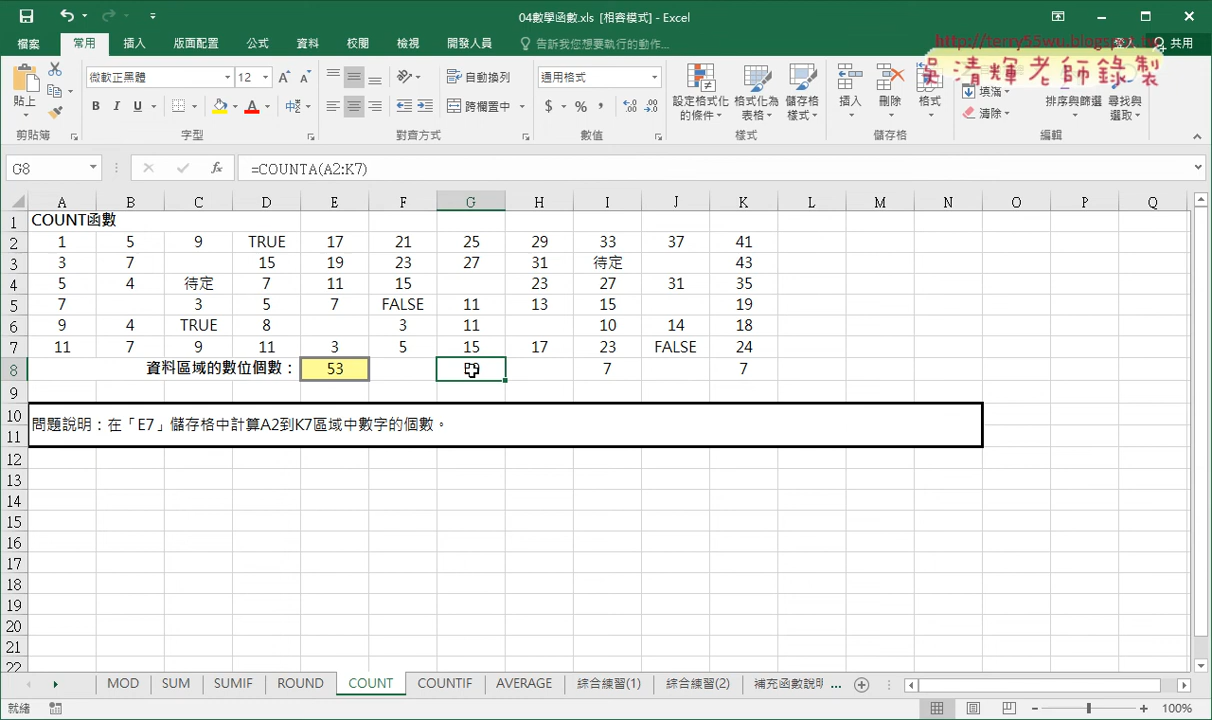 04數學函數.xls [相容模式] - Excel
檔案 常用 插入 版面配置 公式 資料 校閱 檢視 開發人員 告訴我您想要執行的動作... 登入 共用
http://terry55wu.blogspot.tw
吳清輝老師錄製
微軟正黑體 12 自動換列 通用格式
貼上 B I U 跨欄置中 $ % , 設定格式化的條件 格式化為表格 儲存格樣式 插入 刪除 格式 填滿 清除 排序與篩選 尋找與選取
剪貼簿 字型 對齊方式 數值 樣式 儲存格 編輯
G8 fx =COUNTA(A2:K7)
A B C D E F G H I J K L M N O P Q
1 COUNT函數
2 1 5 9 TRUE 17 21 25 29 33 37 41
3 3 7 15 19 23 27 31 待定 43
4 5 4 待定 7 11 15 23 27 31 35
5 7 3 5 7 FALSE 11 13 15 19
6 9 4 TRUE 8 3 11 10 14 18
7 11 7 9 11 3 5 15 17 23 FALSE 24
8 資料區域的數位個數： 53 7 7
9
10
問題說明：在「E7」儲存格中計算A2到K7區域中數字的個數。
11
12
13
14
15
16
17
18
19
20
21
22
MOD SUM SUMIF ROUND COUNT COUNTIF AVERAGE 綜合練習(1) 綜合練習(2) 補充函數說明 ...
就緒 100%